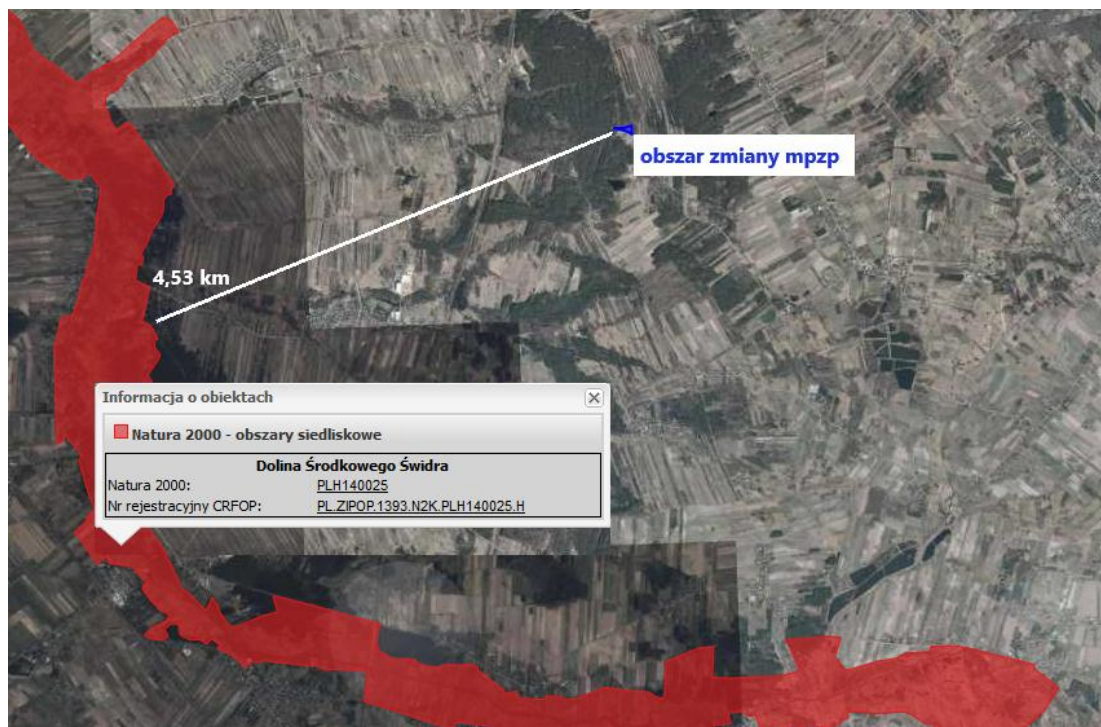 obszar zmiany mpzp
4,53 km
Informacja o obiektach
Natura 2000 - obszary siedliskowe
Dolina Środkowego Świdra
Natura 2000: PLH140025
Nr rejestracyjny CRFOP: PL.ZIPOP.1393.N2K.PLH140025.H